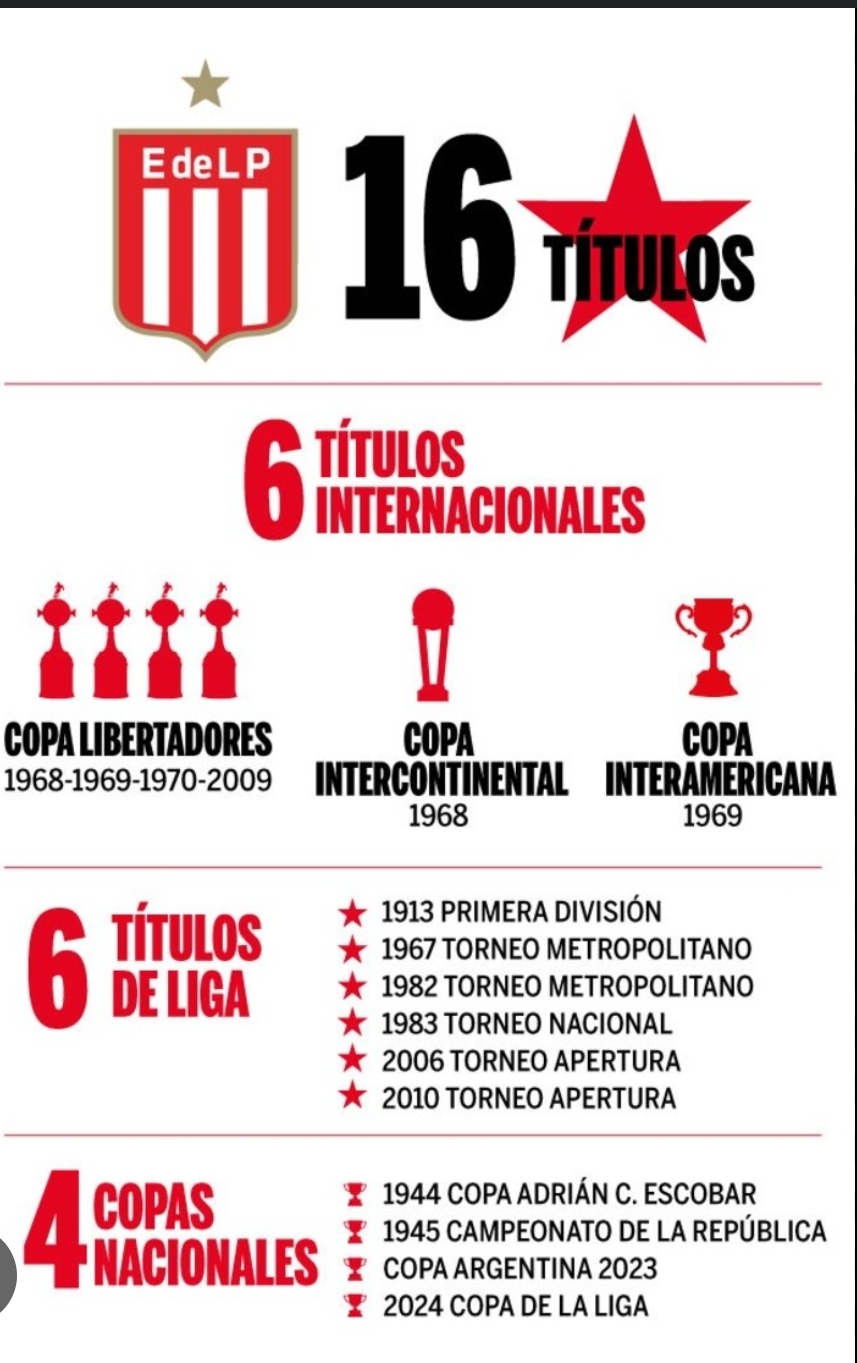 E de L P
16 TÍTULOS
6 TÍTULOS
INTERNACIONALES
COPA LIBERTADORES
1968-1969-1970-2009
COPA
INTERCONTINENTAL
1968
COPA
INTERAMERICANA
1969
6 TÍTULOS
DE LIGA
1913 PRIMERA DIVISIÓN
1967 TORNEO METROPOLITANO
1982 TORNEO METROPOLITANO
1983 TORNEO NACIONAL
2006 TORNEO APERTURA
2010 TORNEO APERTURA
4 COPAS
NACIONALES
1944 COPA ADRIÁN C. ESCOBAR
1945 CAMPEONATO DE LA REPÚBLICA
COPA ARGENTINA 2023
2024 COPA DE LA LIGA